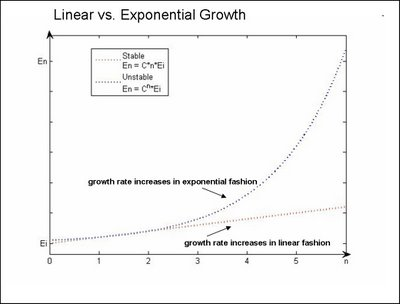 Linear vs. Exponential Growth
En
Stable
En = C*n*Ei
Unstable
En = C^n*Ei
growth rate increases in exponential fashion
growth rate increases in linear fashion
Ei
0
1
2
3
4
5
n